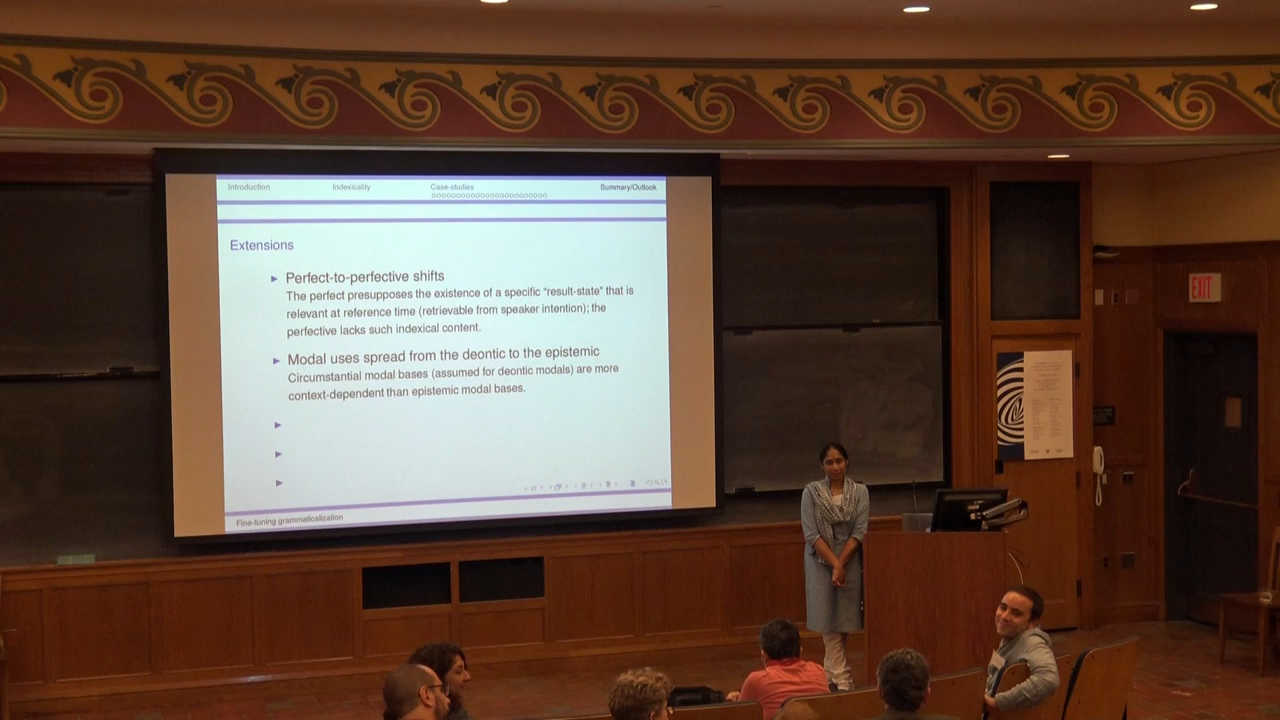 Introduction
Indexicality
Case-studies
Summary/Outlook
Extensions
Perfect-to-perfective shifts
The perfect presupposes the existence of a specific "result-state" that is
relevant at reference time (retrievable from speaker intention); the
perfective lacks such indexical content.
Modal uses spread from the deontic to the epistemic
Circumstantial modal bases (assumed for deontic modals) are more
context-dependent than epistemic modal bases.
Fine-tuning grammaticalization
EXIT